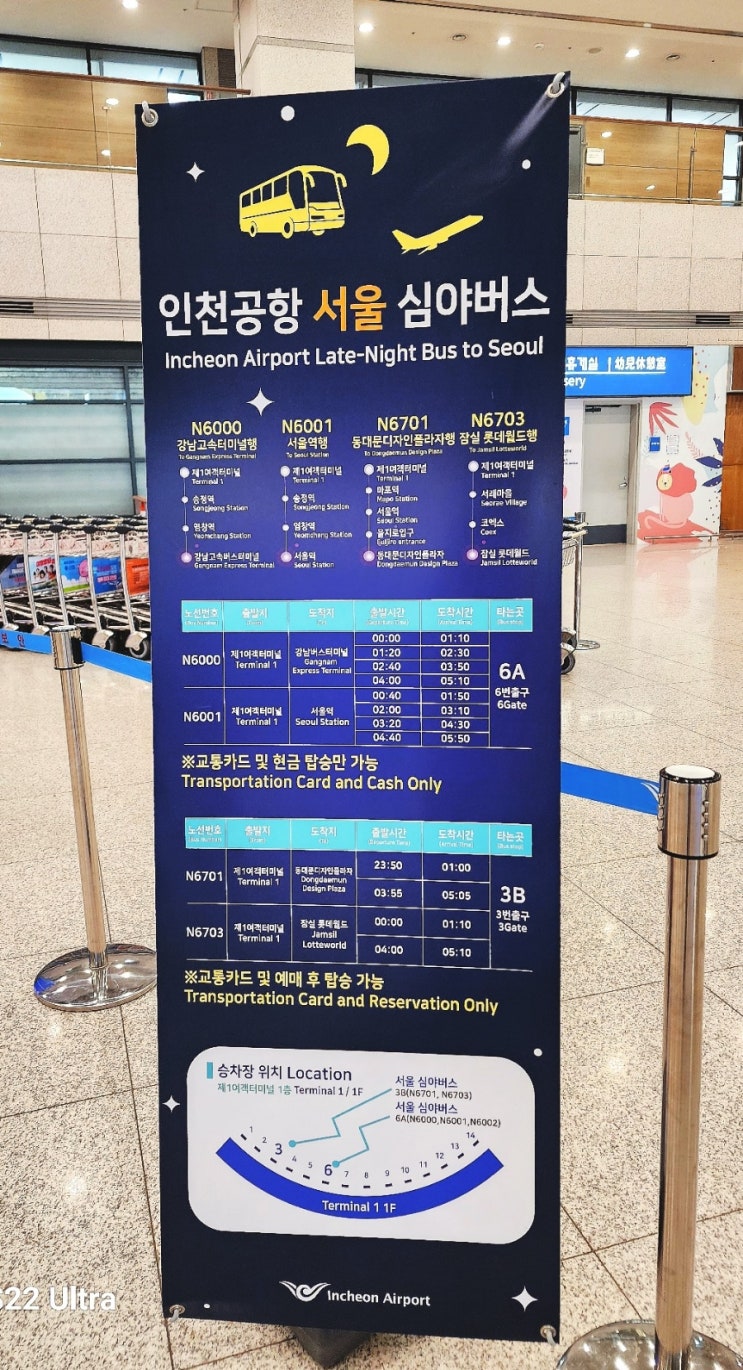 인천공항 서울 심야버스
Incheon Airport Late-Night Bus to Seoul
휴게실 | 幼兒休憩室
N6000
강남고속터미널행
To Gangnam Express Terminal
제1여객터미널
Terminal 1
송정역
Songjeong Station
염창역
Yeomchang Station
강남고속버스터미널
Gangnam Express Terminal
N6001
서울역행
To Seoul Station
제1여객터미널
Terminal 1
송정역
Songjeong Station
염창역
Yeomchang Station
서울역
Seoul Station
N6701
동대문디자인플라자행
To Dongdaemun Design Plaza
제1여객터미널
Terminal 1
마포역
Mapo Station
서울역
Seoul Station
을지로입구
Euljiro entrance
동대문디자인플라자
Dongdaemun Design Plaza
N6703
잠실 롯데월드행
To Jamsil Lotteworld
제1여객터미널
Terminal 1
서래마을
Seorae Village
코엑스
Coex
잠실 롯데월드
Jamsil Lotteworld
노선번호 출발지 도착지 출발시간 도착시간 타는곳
N6000 제1여객터미널 Terminal 1 강남버스터미널 Gangnam Express Terminal
00:00 01:10
01:20 02:30
02:40 03:50
04:00 05:10
N6001 제1여객터미널 Terminal 1 서울역 Seoul Station
00:40 01:50
02:00 03:10
03:20 04:30
04:40 05:50
6A
6번출구
6Gate
※교통카드 및 현금 탑승만 가능
Transportation Card and Cash Only
노선번호 출발지 도착지 출발시간 도착시간 타는곳
N6701 제1여객터미널 Terminal 1 동대문디자인플라자 Dongdaemun Design Plaza
23:50 01:00
03:55 05:05
N6703 제1여객터미널 Terminal 1 잠실 롯데월드 Jamsil Lotteworld
00:00 01:10
04:00 05:10
3B
3번출구
3Gate
※교통카드 및 예매 후 탑승 가능
Transportation Card and Reservation Only
승차장 위치 Location
제1여객터미널 1층 Terminal 1 / 1F
서울 심야버스
3B(N6701, N6703)
서울 심야버스
6A(N6000,N6001,N6002)
1 2 3 4 5 6 7 8 9 10 11 12 13 14
Terminal 1 1F
Incheon Airport
S22 Ultra